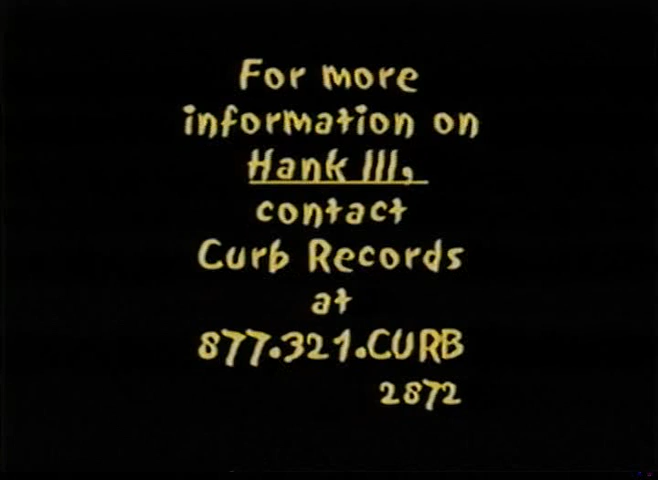 For more
information on
Hank III,
contact
Curb Records
at
877.321.CURB
2872